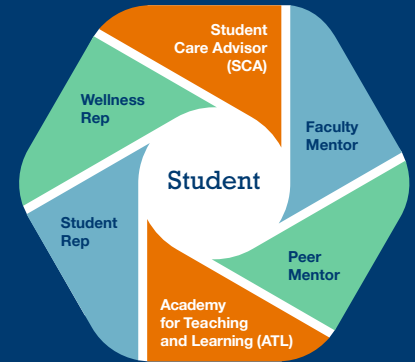 Student
Care Advisor
(SCA)
Faculty
Mentor
Peer
Mentor
Academy
for Teaching
and Learning (ATL)
Student
Rep
Wellness
Rep
Student